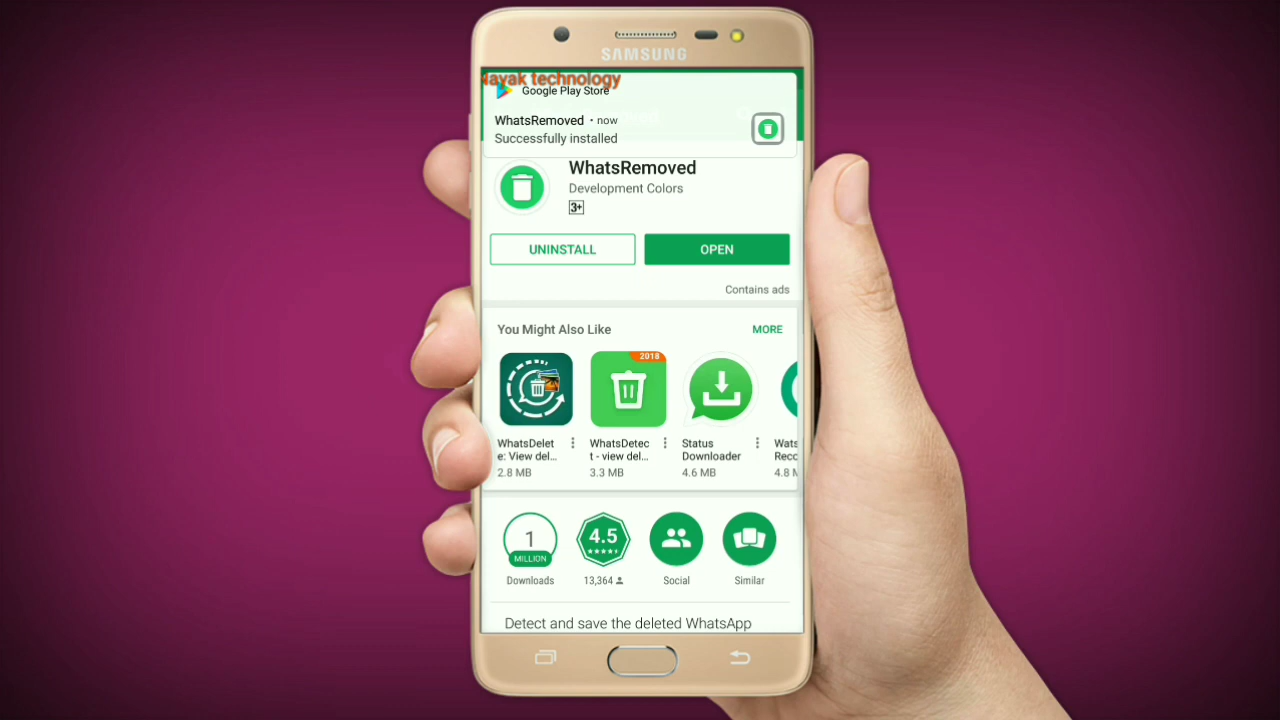 SAMSUNG
Nayak technology
Google Play Store
WhatsRemoved • now
Successfully installed
WhatsRemoved
Development Colors
3+
UNINSTALL
OPEN
Contains ads
You Might Also Like
MORE
2018
WhatsDelet
e: View del...
2.8 MB
WhatsDetec
t - view del...
3.3 MB
Status
Downloader
4.6 MB
Wats
Reco
4.8 M
1
MILLION
Downloads
4.5
13,364
Social
Similar
Detect and save the deleted WhatsApp